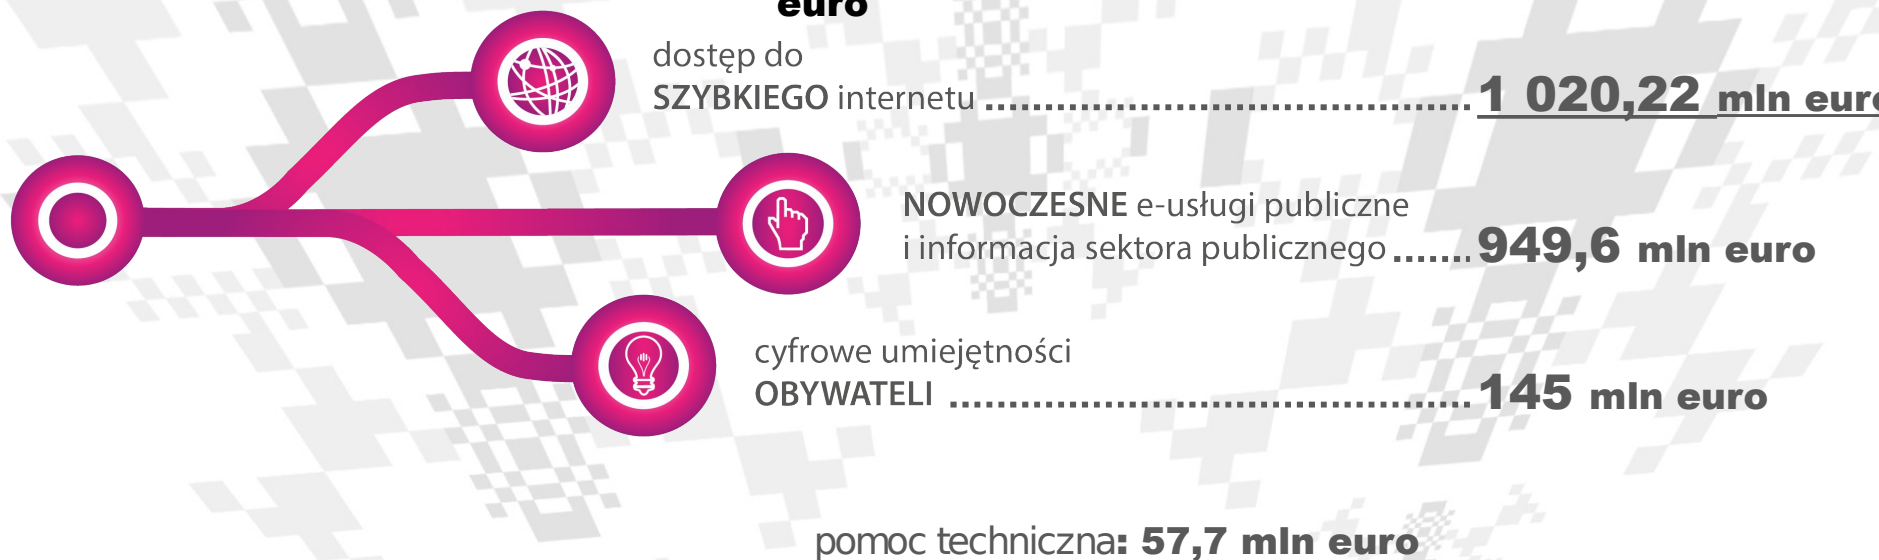 euro
dostęp do
SZYBKIEGO internetu ........................................ 1 020,22 mln euro
NOWOCZESNE e-usługi publiczne
i informacja sektora publicznego ....... 949,6 mln euro
cyfrowe umiejętności
OBYWATELI ........................................... 145 mln euro
pomoc techniczna: 57,7 mln euro